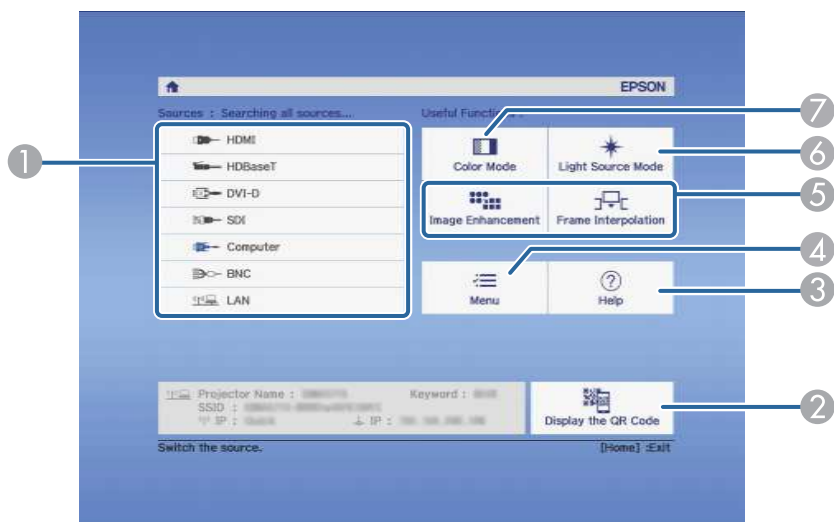 EPSON
Sources : Searching all sources...
Useful Functions :
HDMI
HDBaseT
DVI-D
SDI
Computer
BNC
LAN
Color Mode
Light Source Mode
Image Enhancement
Frame Interpolation
Menu
Help
Projector Name :
Keyword :
SSID :
IP :
IP :
Display the QR Code
Switch the source.
[Home] :Exit
1
7
6
5
4
3
2